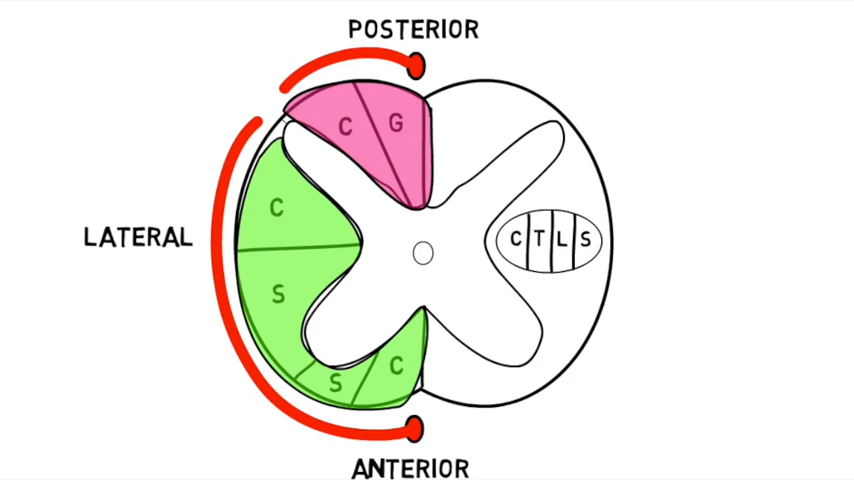 POSTERIOR
C G
C
LATERAL
C T L S
S
C
S
ANTERIOR